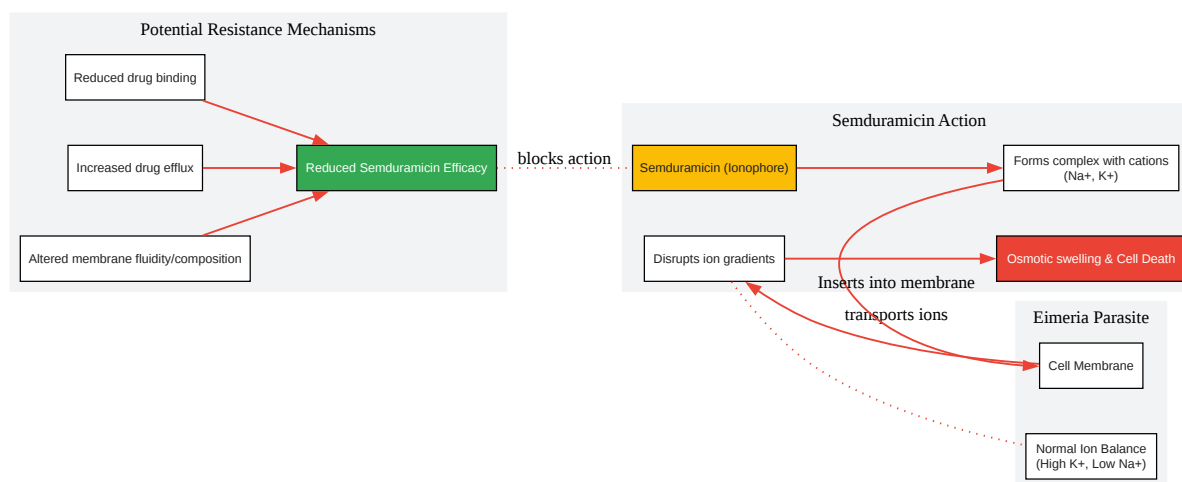 Potential Resistance Mechanisms
Reduced drug binding
Increased drug efflux
Altered membrane fluidity/composition
Reduced Semduramicin Efficacy
blocks action
Semduramicin Action
Semduramicin (Ionophore)
Forms complex with cations
(Na+, K+)
Disrupts ion gradients
Osmotic swelling & Cell Death
Inserts into membrane
transports ions
Eimeria Parasite
Cell Membrane
Normal Ion Balance
(High K+, Low Na+)